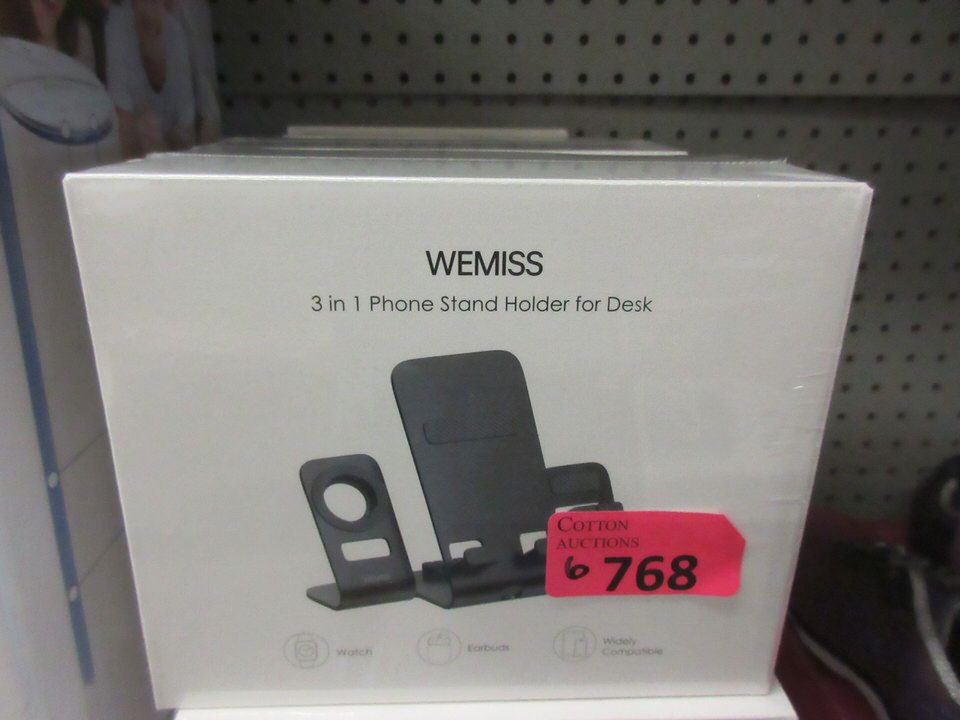 WEMISS
3 in 1 Phone Stand Holder for Desk
COTTON
AUCTIONS
6 768
Watch
Earbuds
Widely
Compatible